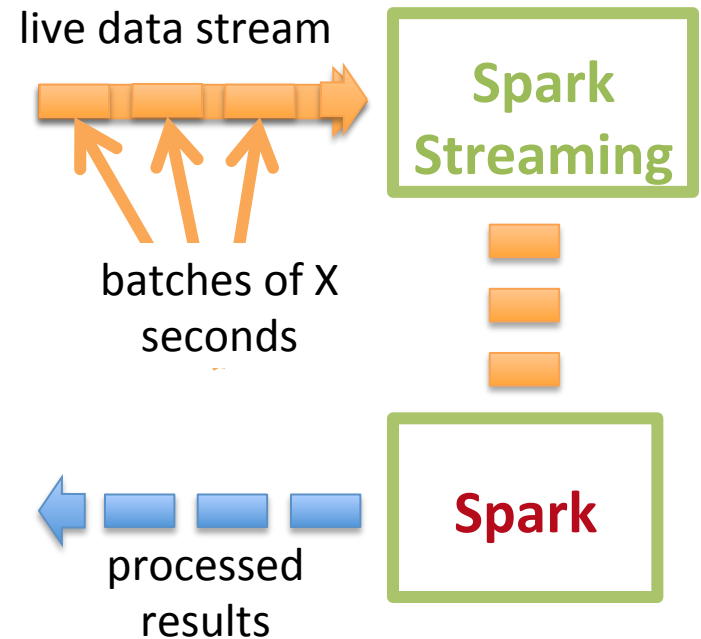 live data stream
Spark
Streaming
batches of X
seconds
Spark
processed
results